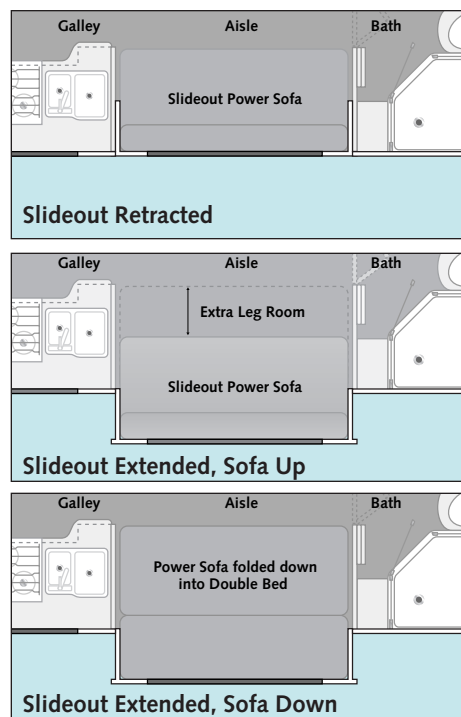 Galley Aisle Bath
Slideout Power Sofa
Slideout Retracted
Galley Aisle Bath
Extra Leg Room
Slideout Power Sofa
Slideout Extended, Sofa Up
Galley Aisle Bath
Power Sofa folded down
into Double Bed
Slideout Extended, Sofa Down